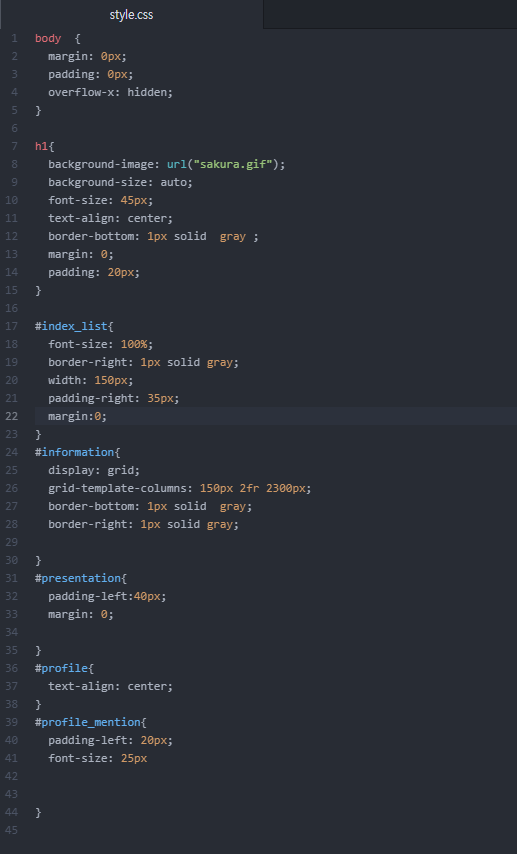 style.css
1 body  {
2   margin: 0px;
3   padding: 0px;
4   overflow-x: hidden;
5 }
6
7 h1{
8   background-image: url("sakura.gif");
9   background-size: auto;
10   font-size: 45px;
11   text-align: center;
12   border-bottom: 1px solid  gray ;
13   margin: 0;
14   padding: 20px;
15 }
16
17 #index_list{
18   font-size: 100%;
19   border-right: 1px solid gray;
20   width: 150px;
21   padding-right: 35px;
22   margin:0;
23 }
24 #information{
25   display: grid;
26   grid-template-columns: 150px 2fr 2300px;
27   border-bottom: 1px solid  gray;
28   border-right: 1px solid gray;
29
30 }
31 #presentation{
32   padding-left:40px;
33   margin: 0;
34
35 }
36 #profile{
37   text-align: center;
38 }
39 #profile_mention{
40   padding-left: 20px;
41   font-size: 25px
42
43
44 }
45